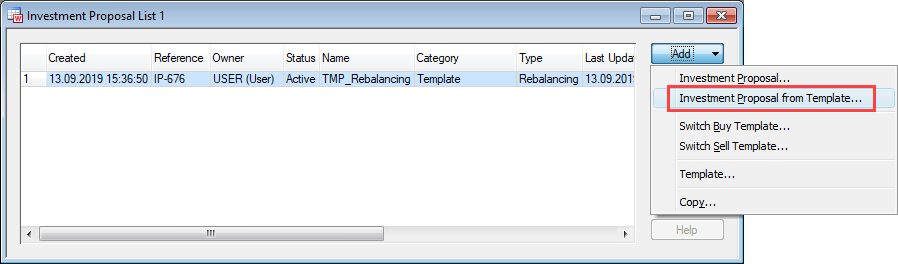 Investment Proposal List 1
Created Reference Owner Status Name Category Type Last Updat
1 13.09.2019 15:36:50 IP-676 USER (User) Active TMP_Rebalancing Template Rebalancing 13.09.2019
Add
Investment Proposal...
Investment Proposal from Template...
Switch Buy Template...
Switch Sell Template...
Template...
Copy...
Help